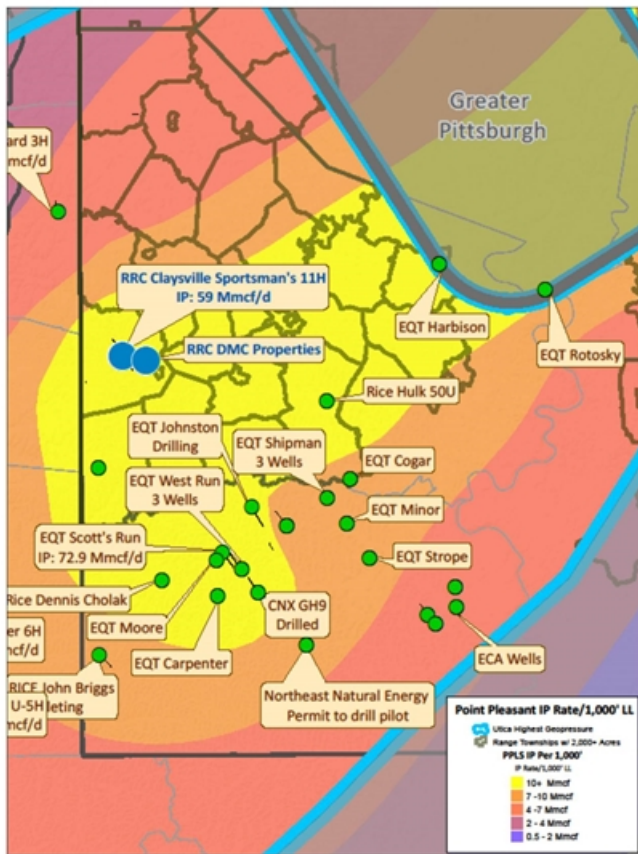 Greater
Pittsburgh
ard 3H
mcf/d
RRC Claysville Sportsman's 11H
IP: 59 Mmcf/d
EQT Harbison
RRC DMC Properties
EQT Rotosky
Rice Hulk 50U
EQT Johnston
Drilling
EQT Shipman
3 Wells
EQT Cogar
EQT West Run
3 Wells
EQT Minor
EQT Scott's Run
IP: 72.9 Mmcf/d
EQT Strope
Rice Dennis Cholak
CNX GH9
Drilled
EQT Moore
ECA Wells
er 6H
mcf/d
EQT Carpenter
RICE John Briggs
leting
U-5H
mcf/d
Northeast Natural Energy
Permit to drill pilot
Point Pleasant IP Rate/1,000' LL
Utica Highest Geopressure
Range Townships w/ 2,000+ Acres
PPLS IP Per 1,000'
IP Rate/1,000' LL
10+ Mmcf
7 -10 Mmcf
4 -7 Mmcf
2 - 4 Mmcf
0.5 - 2 Mmcf